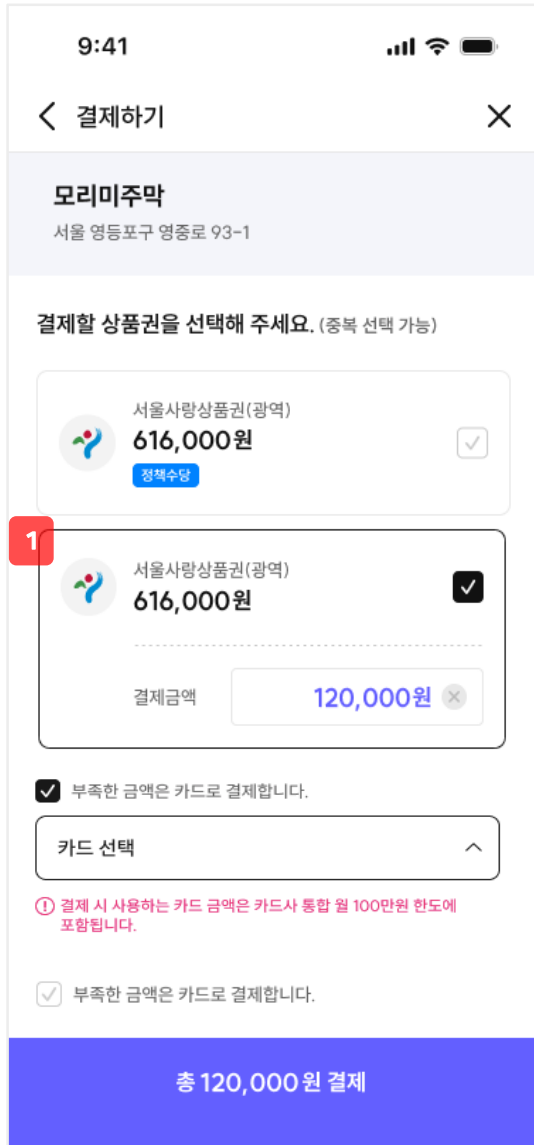 9:41
결제하기
모리미주막
서울 영등포구 영중로 93-1
결제할 상품권을 선택해 주세요. (중복 선택 가능)
서울사랑상품권(광역)
616,000원
정책수당
1
서울사랑상품권(광역)
616,000원
결제금액 120,000원
부족한 금액은 카드로 결제합니다.
카드 선택
결제 시 사용하는 카드 금액은 카드사 통합 월 100만원 한도에
포함됩니다.
부족한 금액은 카드로 결제합니다.
총 120,000원 결제